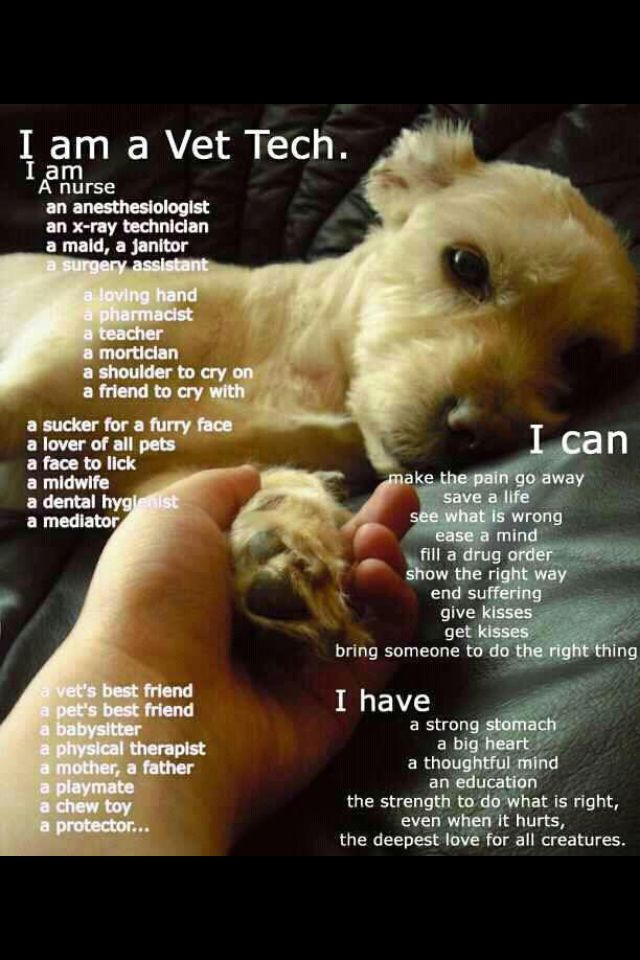 I am a Vet Tech.
I am
A nurse
an anesthesiologist
an x-ray technician
a maid, a janitor
a surgery assistant
a loving hand
a pharmacist
a teacher
a mortician
a shoulder to cry on
a friend to cry with
a sucker for a furry face
a lover of all pets
a face to lick
a midwife
a dental hygienist
a mediator
a vet's best friend
a pet's best friend
a babysitter
a physical therapist
a mother, a father
a playmate
a chew toy
a protector...
I can
make the pain go away
save a life
see what is wrong
ease a mind
fill a drug order
show the right way
end suffering
give kisses
get kisses
bring someone to do the right thing
I have
a strong stomach
a big heart
a thoughtful mind
an education
the strength to do what is right,
even when it hurts,
the deepest love for all creatures.